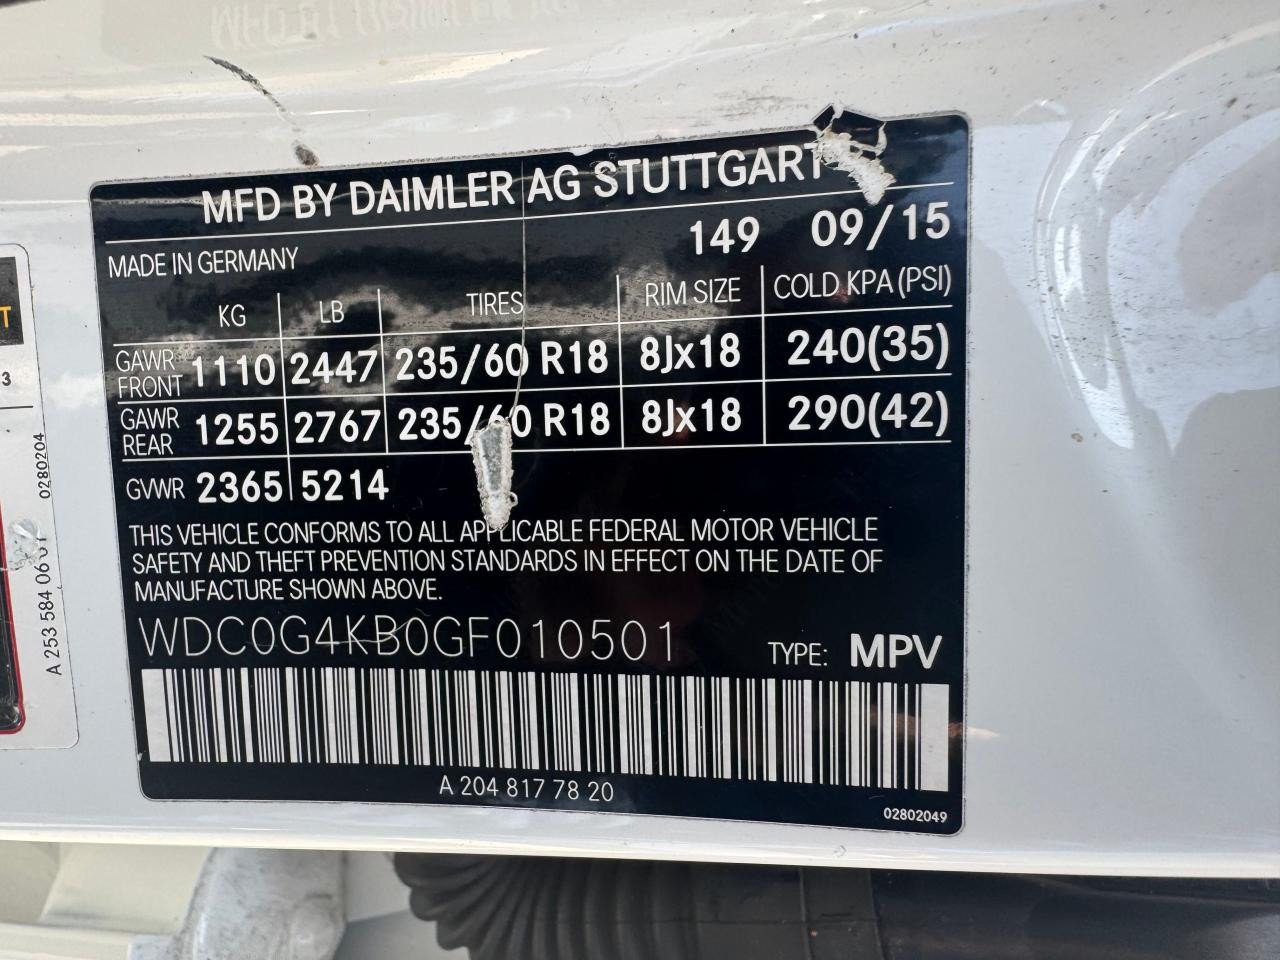 MFD BY DAIMLER AG STUTTGART
149 09/15
MADE IN GERMANY
KG LB TIRES RIM SIZE COLD KPA (PSI)
GAWR FRONT 1110 2447 235/60 R18 8Jx18 240(35)
GAWR REAR 1255 2767 235/60 R18 8Jx18 290(42)
GVWR 2365 5214
THIS VEHICLE CONFORMS TO ALL APPLICABLE FEDERAL MOTOR VEHICLE
SAFETY AND THEFT PREVENTION STANDARDS IN EFFECT ON THE DATE OF
MANUFACTURE SHOWN ABOVE.
WDC0G4KB0GF010501
TYPE: MPV
A 204 817 78 20
02802049
A 253 584 06
0280204
T
3